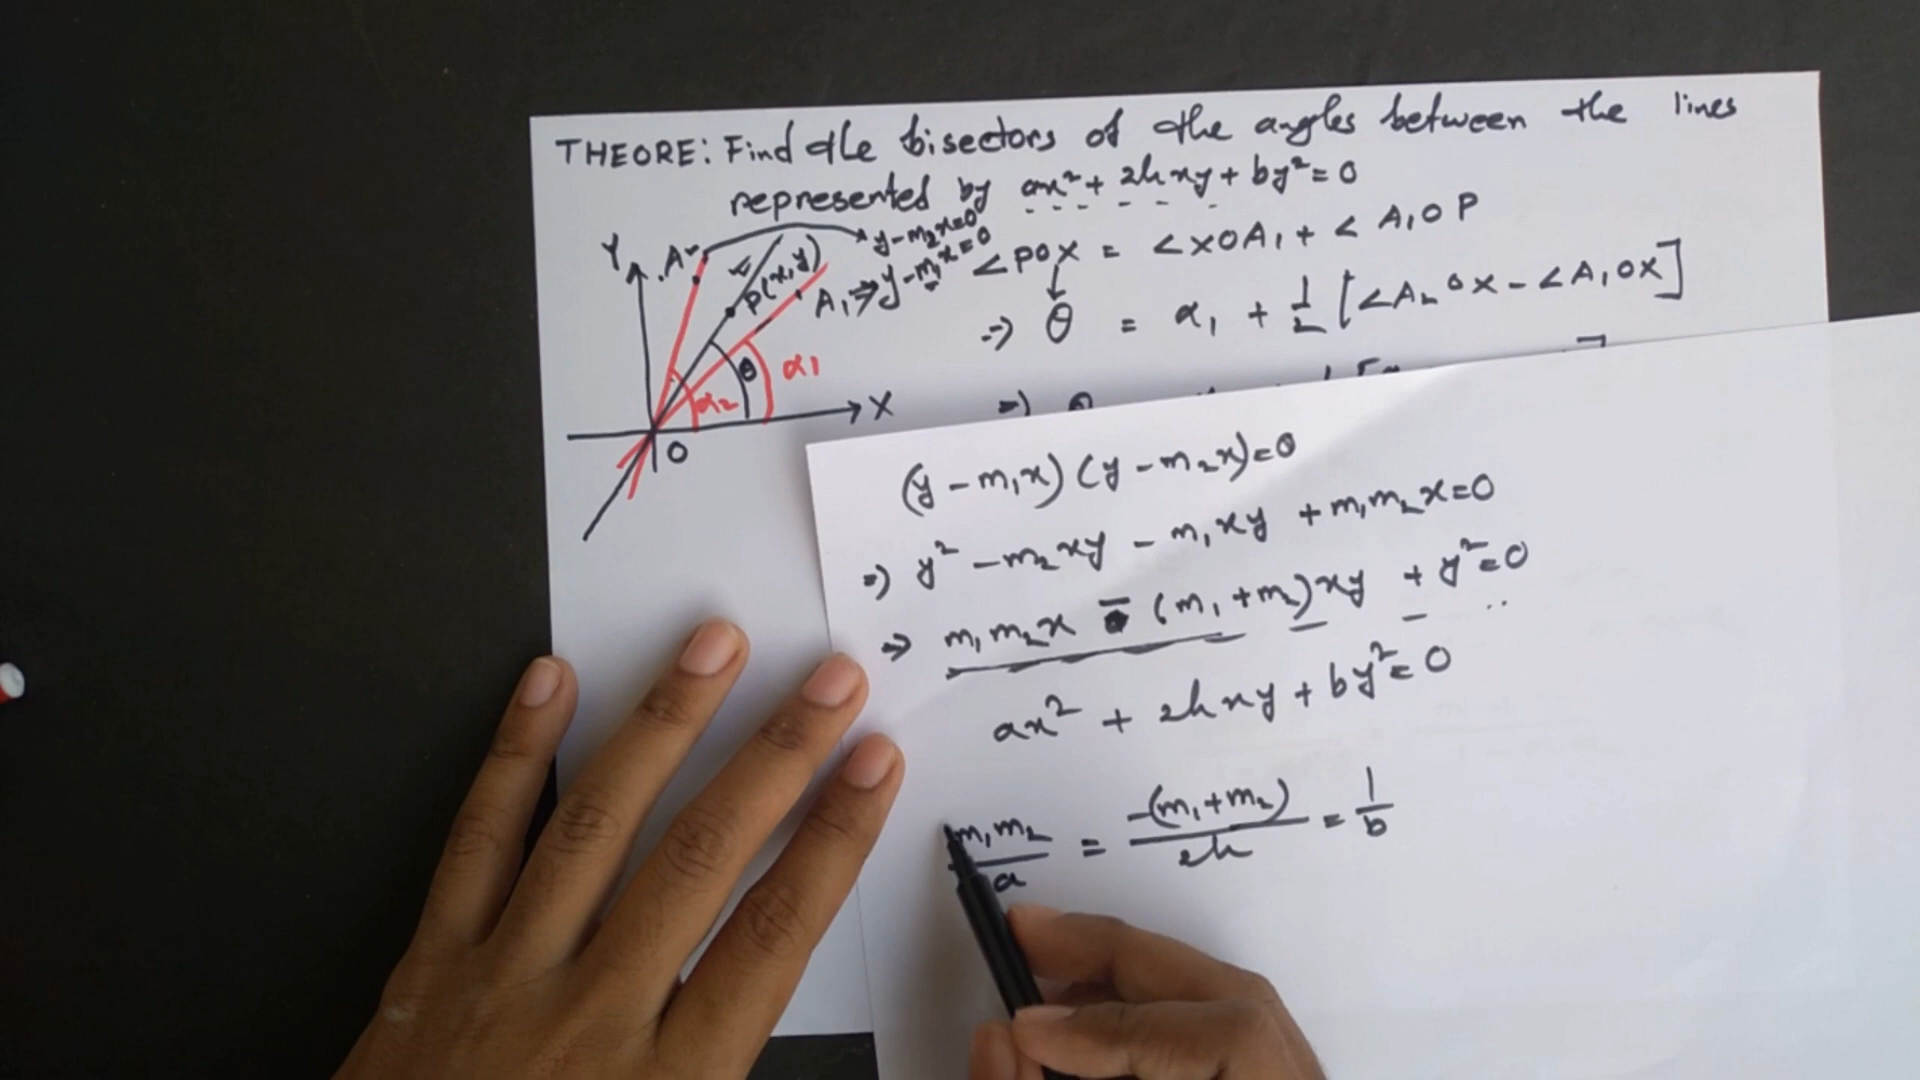 THEORE: Find the bisectors of the angles between the lines
represented by ax² + 2hxy + by² = 0
Y
A₂
P(x,y)
A₁ ⇒ y-m₁x=0
y-m₂x=0
θ
α₁
α₂
X
O
∠POX = ∠XOA₁ + ∠A₁OP
⇒ θ = α₁ + 1/2 [∠A₂OX - ∠A₁OX]
(y-m₁x)(y-m₂x)=0
⇒ y² - m₂xy - m₁xy + m₁m₂x=0
⇒ m₁m₂x - (m₁+m₂)xy + y²=0
ax² + 2hxy + by²=0
m₁m₂/a = -(m₁+m₂)/2h = 1/b